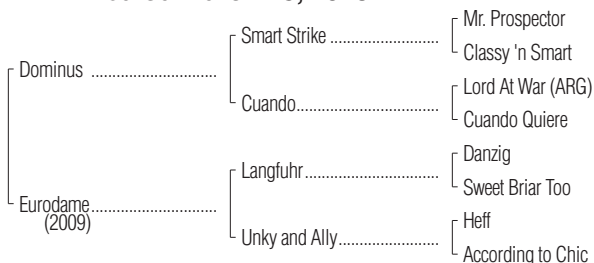 Mr. Prospector
Smart Strike
Classy 'n Smart
Dominus
Lord At War (ARG)
Cuando
Cuando Quiere
Danzig
Langfuhr
Sweet Briar Too
Eurodame
(2009)
Heff
Unky and Ally
According to Chic